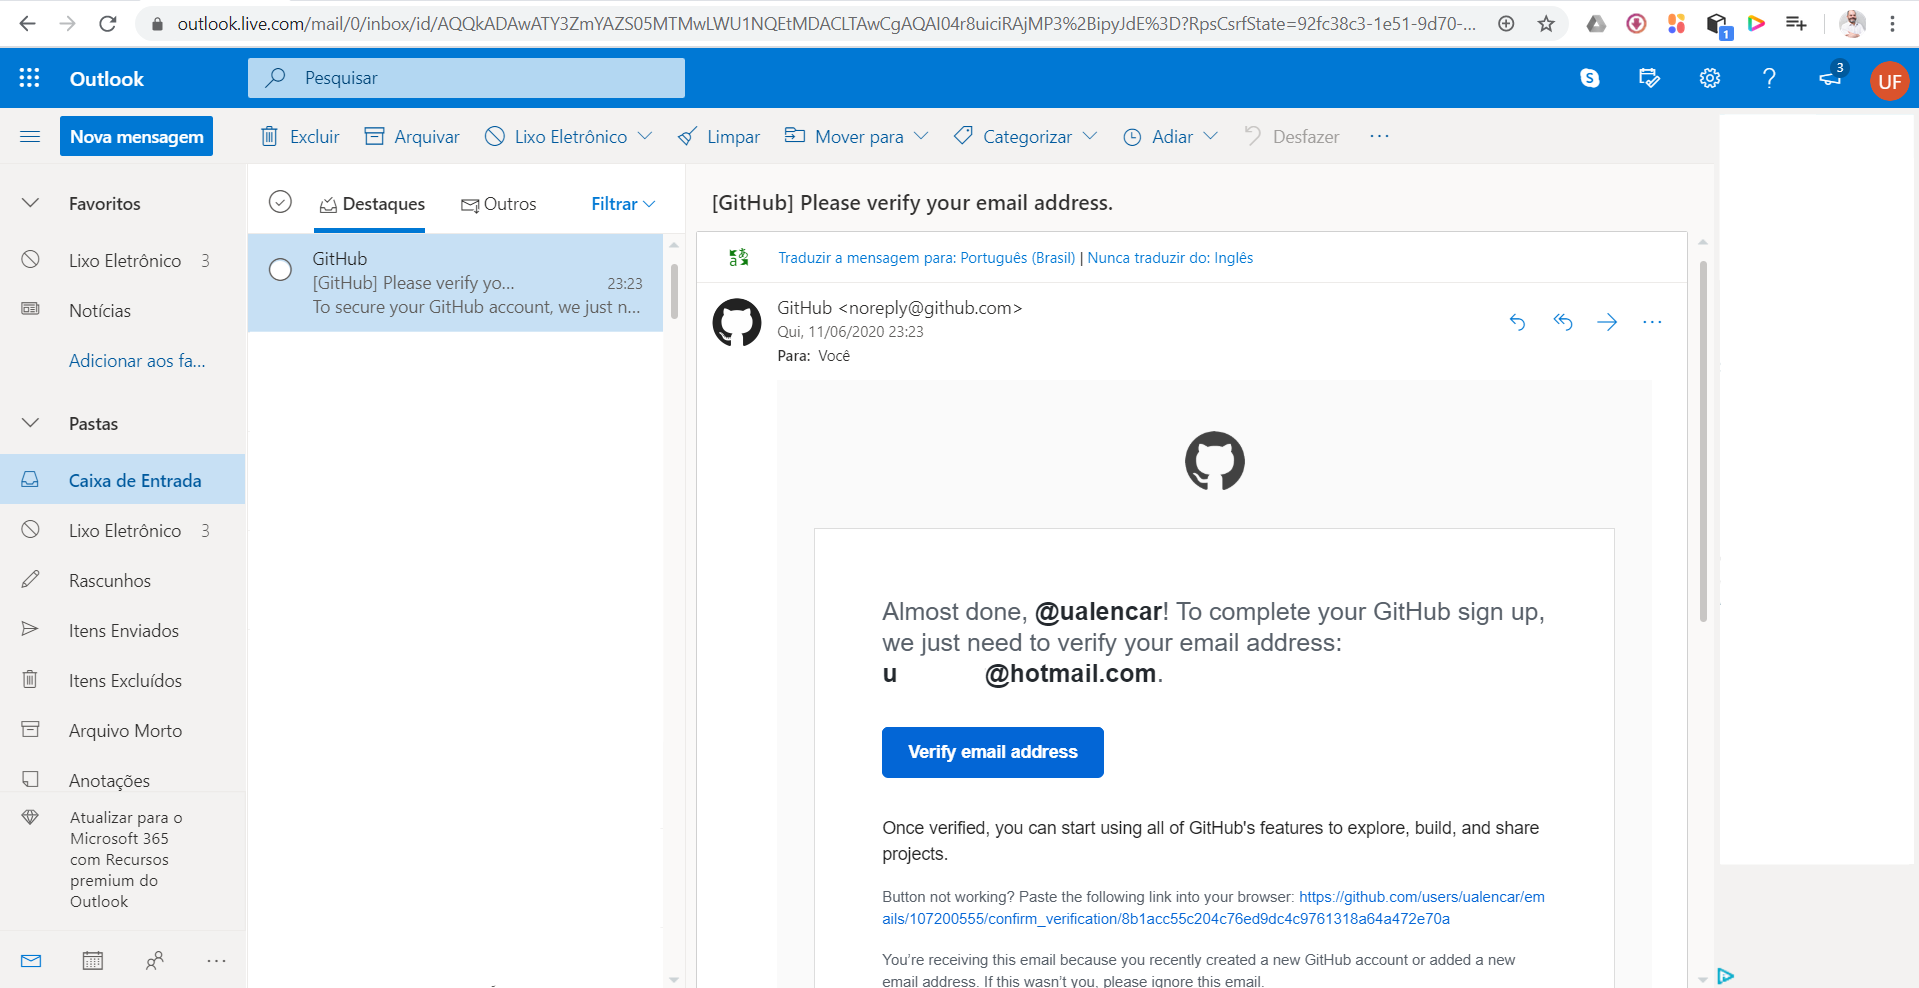 outlook.live.com/mail/0/inbox/id/AQQkADAwATY3ZmYAZS05MTMwLWU1NQEtMDACLTAwCgAQAI04r8uiciRAjMP3%2BipyJdE%3D?RpsCsrfState=92fc38c3-1e51-9d70-...
1
Outlook
Pesquisar
S
3
UF
Nova mensagem
Excluir
Arquivar
Lixo Eletrônico
Limpar
Mover para
Categorizar
Adiar
Desfazer
Favoritos
Lixo Eletrônico 3
Notícias
Adicionar aos fa...
Pastas
Caixa de Entrada
Lixo Eletrônico 3
Rascunhos
Itens Enviados
Itens Excluídos
Arquivo Morto
Anotações
Atualizar para o
Microsoft 365
com Recursos
premium do
Outlook
Destaques
Outros
Filtrar
GitHub
[GitHub] Please verify yo... 23:23
To secure your GitHub account, we just n...
[GitHub] Please verify your email address.
Traduzir a mensagem para: Português (Brasil) | Nunca traduzir do: Inglês
GitHub <noreply@github.com>
Qui, 11/06/2020 23:23
Para: Você
Almost done, @ualencar! To complete your GitHub sign up,
we just need to verify your email address:
u @hotmail.com.
Verify email address
Once verified, you can start using all of GitHub's features to explore, build, and share
projects.
Button not working? Paste the following link into your browser: https://github.com/users/ualencar/em
ails/107200555/confirm_verification/8b1acc55c204c76ed9dc4c9761318a64a472e70a
You’re receiving this email because you recently created a new GitHub account or added a new
email address. If this wasn’t you, please ignore this email.